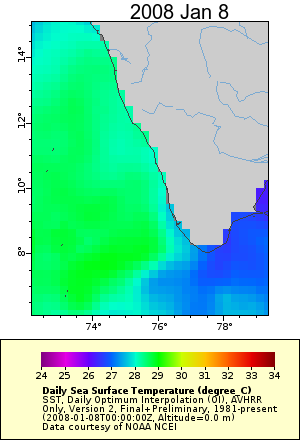 2008 Jan 8
14°
12°
10°
8°
74° 76° 78°
24 25 26 27 28 29 30 31 32 33 34
Daily Sea Surface Temperature (degree_C)
SST, Daily Optimum Interpolation (OI), AVHRR
Only, Version 2, Final+Preliminary, 1981-present
(2008-01-08T00:00:00Z, Altitude=0.0 m)
Data courtesy of NOAA NCEI